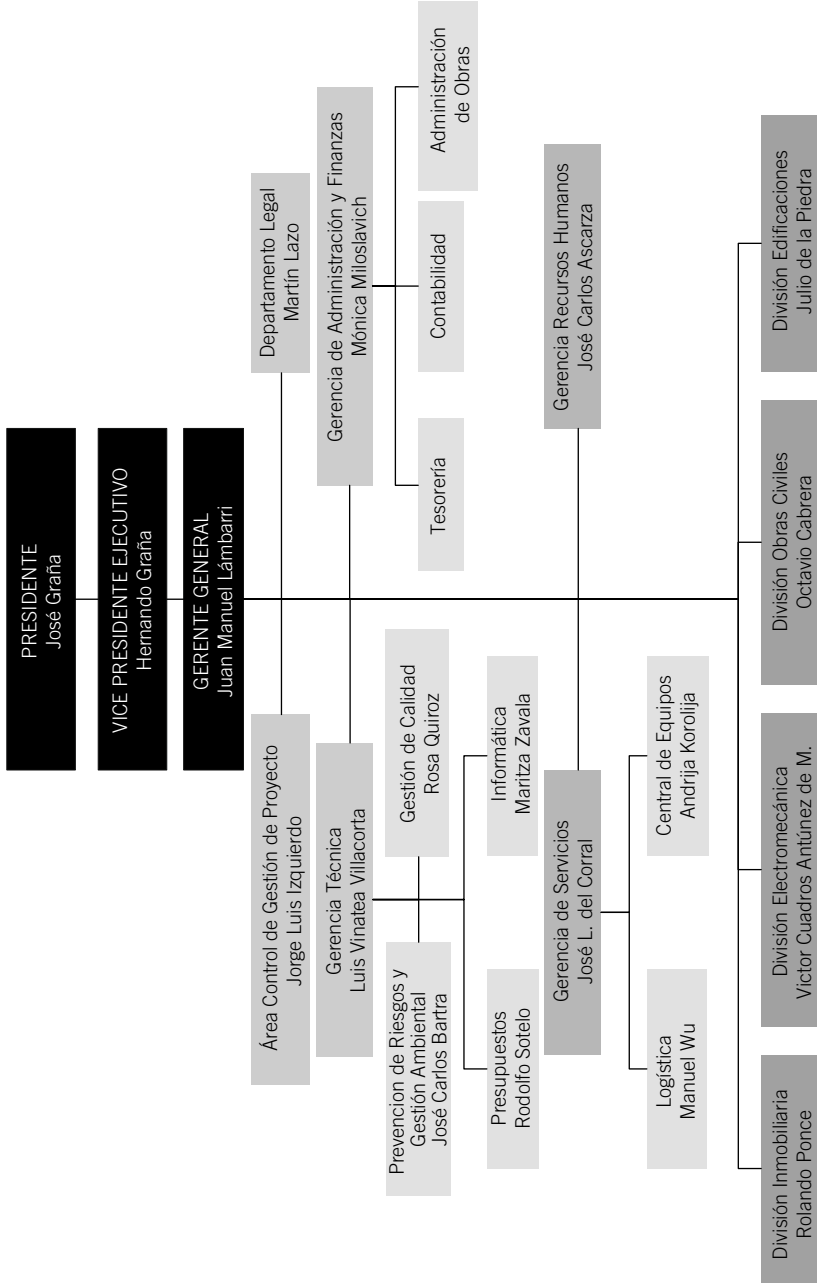 PRESIDENTE
José Graña
VICE PRESIDENTE EJECUTIVO
Hernando Graña
GERENTE GENERAL
Juan Manuel Lámbarri
Área Control de Gestión de Proyecto
Jorge Luis Izquierdo
Departamento Legal
Martín Lazo
Gerencia Técnica
Luis Vinatea Villacorta
Gerencia de Administración y Finanzas
Mónica Miloslavich
Prevencion de Riesgos y
Gestión Ambiental
José Carlos Bartra
Gestión de Calidad
Rosa Quiroz
Tesorería
Contabilidad
Administración
de Obras
Presupuestos
Rodolfo Sotelo
Informática
Maritza Zavala
Gerencia de Servicios
José L. del Corral
Gerencia Recursos Humanos
José Carlos Ascarza
Logística
Manuel Wu
Central de Equipos
Andrija Korolija
División Inmobiliaria
Rolando Ponce
División Electromecánica
Victor Cuadros Antúnez de M.
División Obras Civiles
Octavio Cabrera
División Edificaciones
Julio de la Piedra